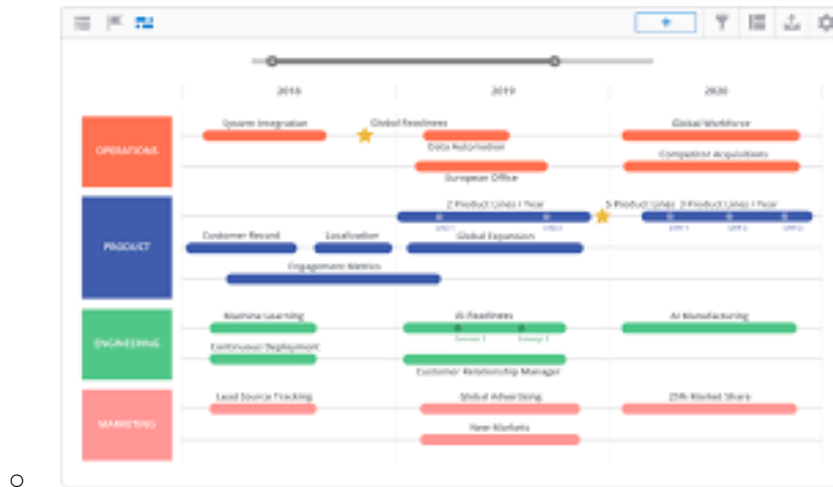 2018 2019 2020
OPERATIONS
System Integration
Global Readiness
Data Automation
European Office
Global Workforce
Competitor Acquisitions
PRODUCT
2 Product Lines / Year
5 Product Lines
3 Product Lines / Year
Customer Record
Localization
Global Expansion
Engagement Metrics
ENGINEERING
Machine Learning
AI Readiness
AI Manufacturing
Continuous Deployment
Customer Relationship Manager
MARKETING
Lead Source Tracking
Global Advertising
25% Market Share
New Markets